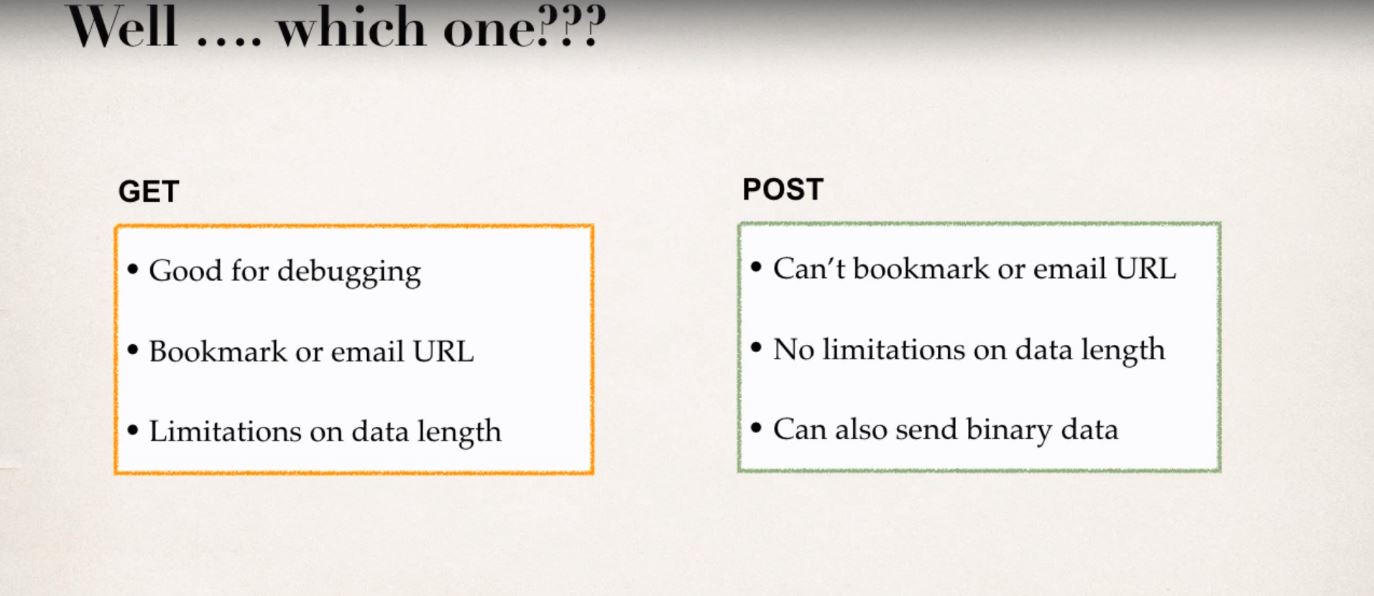 Well .... which one???
GET
• Good for debugging
• Bookmark or email URL
• Limitations on data length
POST
• Can’t bookmark or email URL
• No limitations on data length
• Can also send binary data